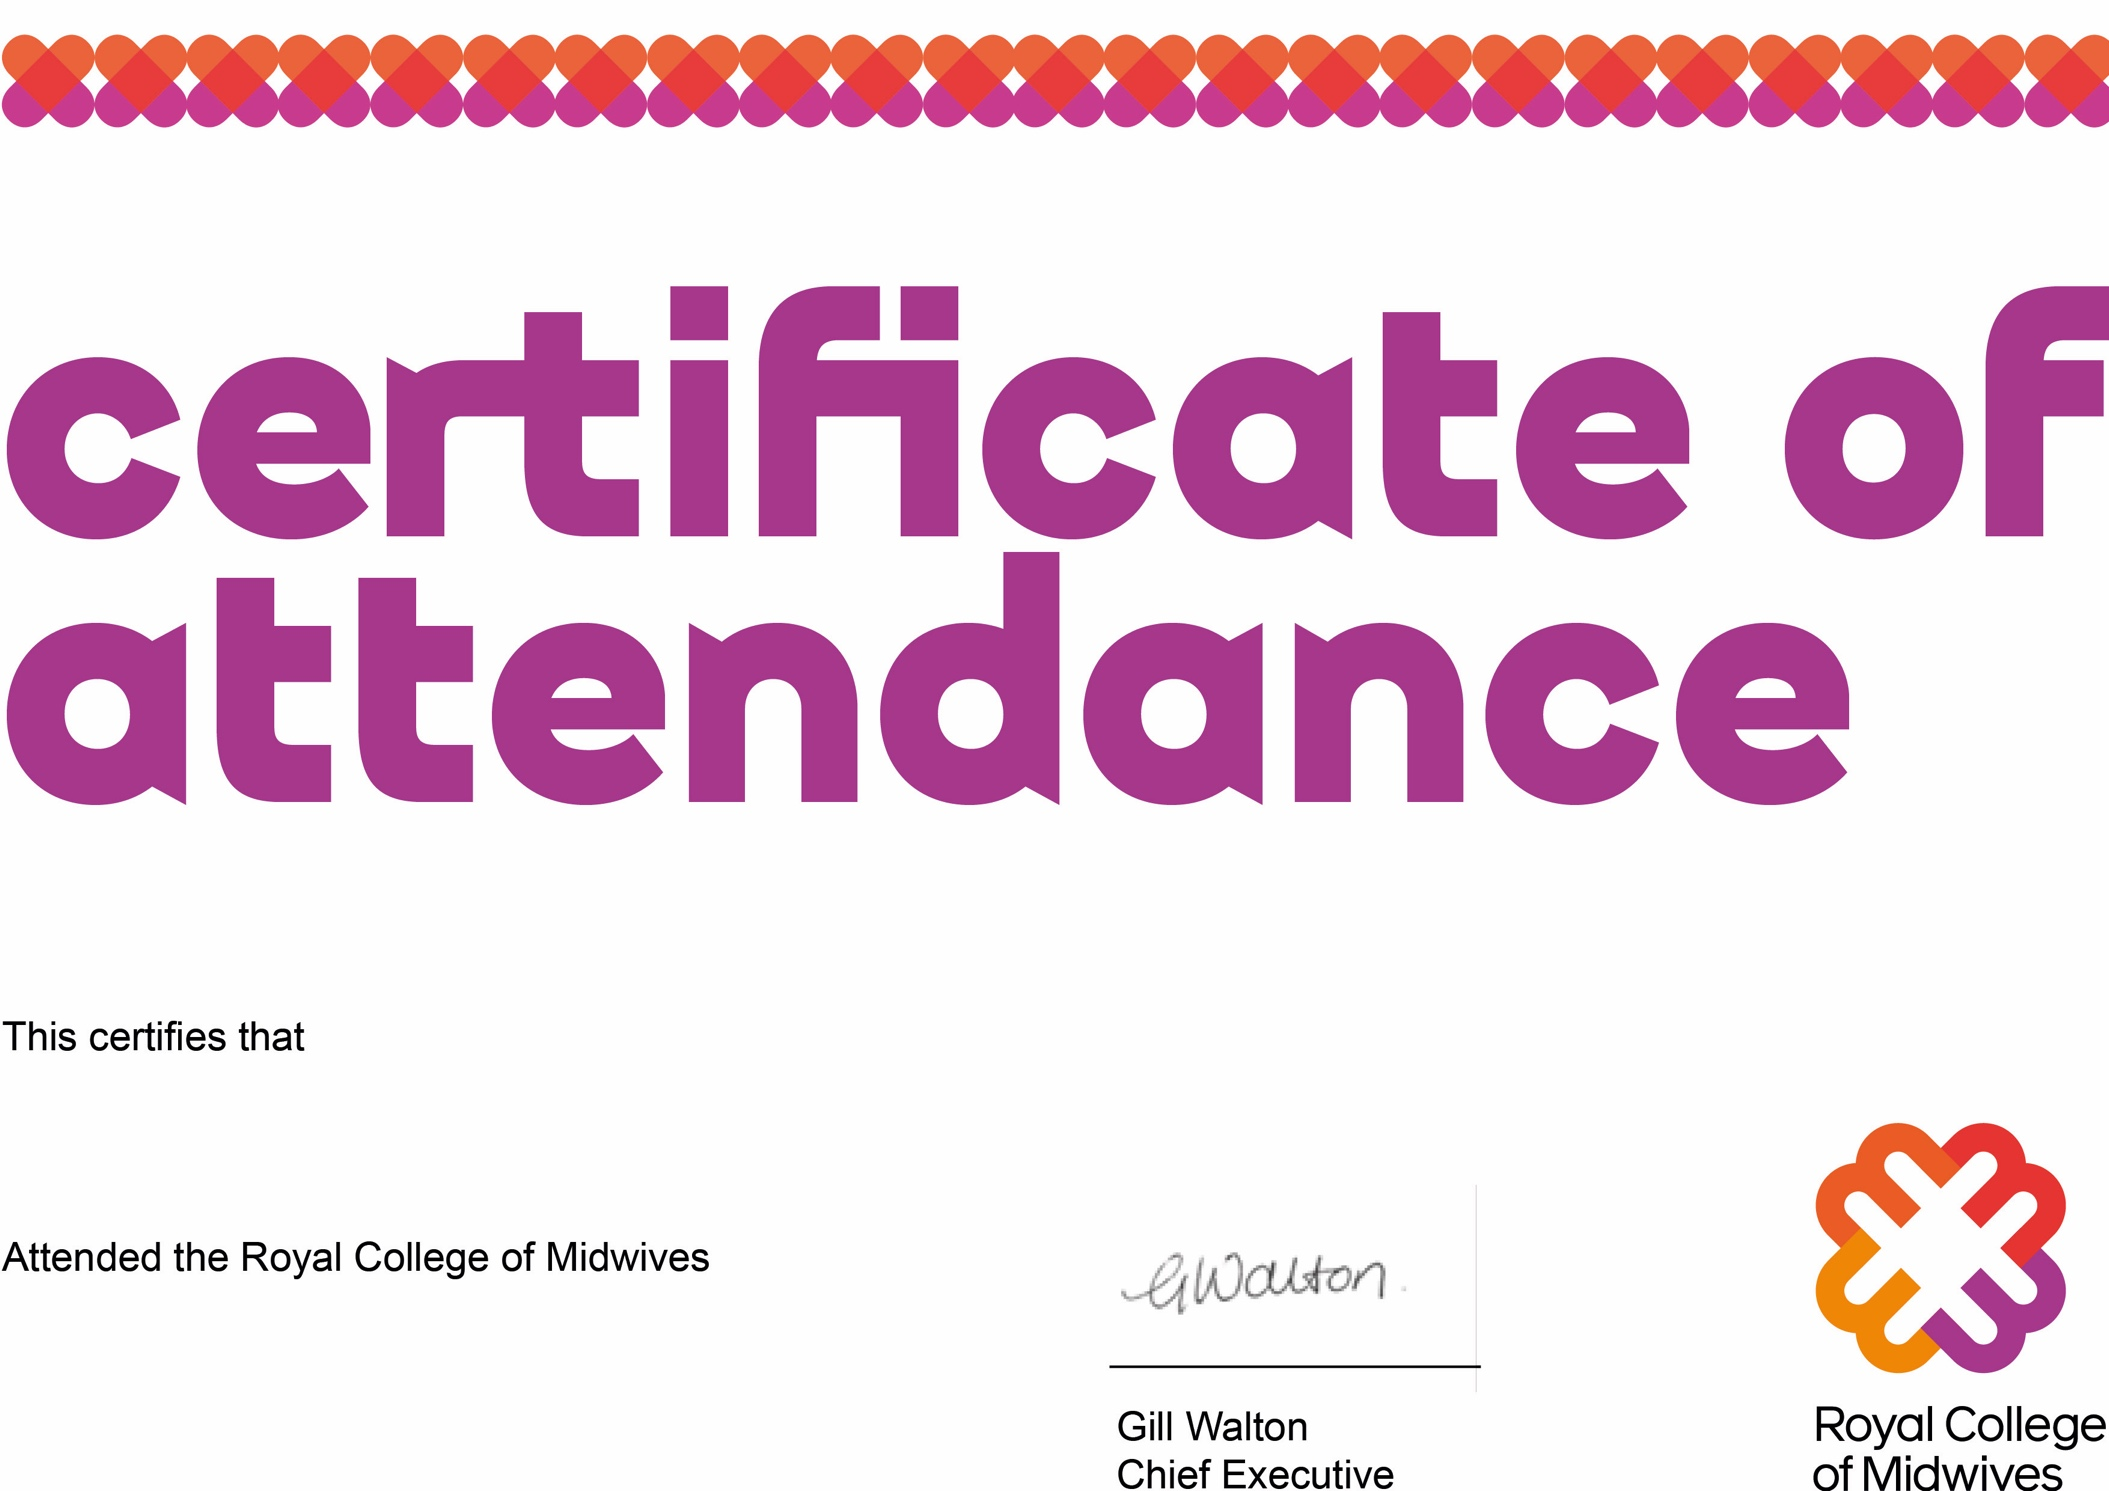 certificate of
attendance
This certifies that
Attended the Royal College of Midwives
GWalton.
Gill Walton
Chief Executive
Royal College
of Midwives